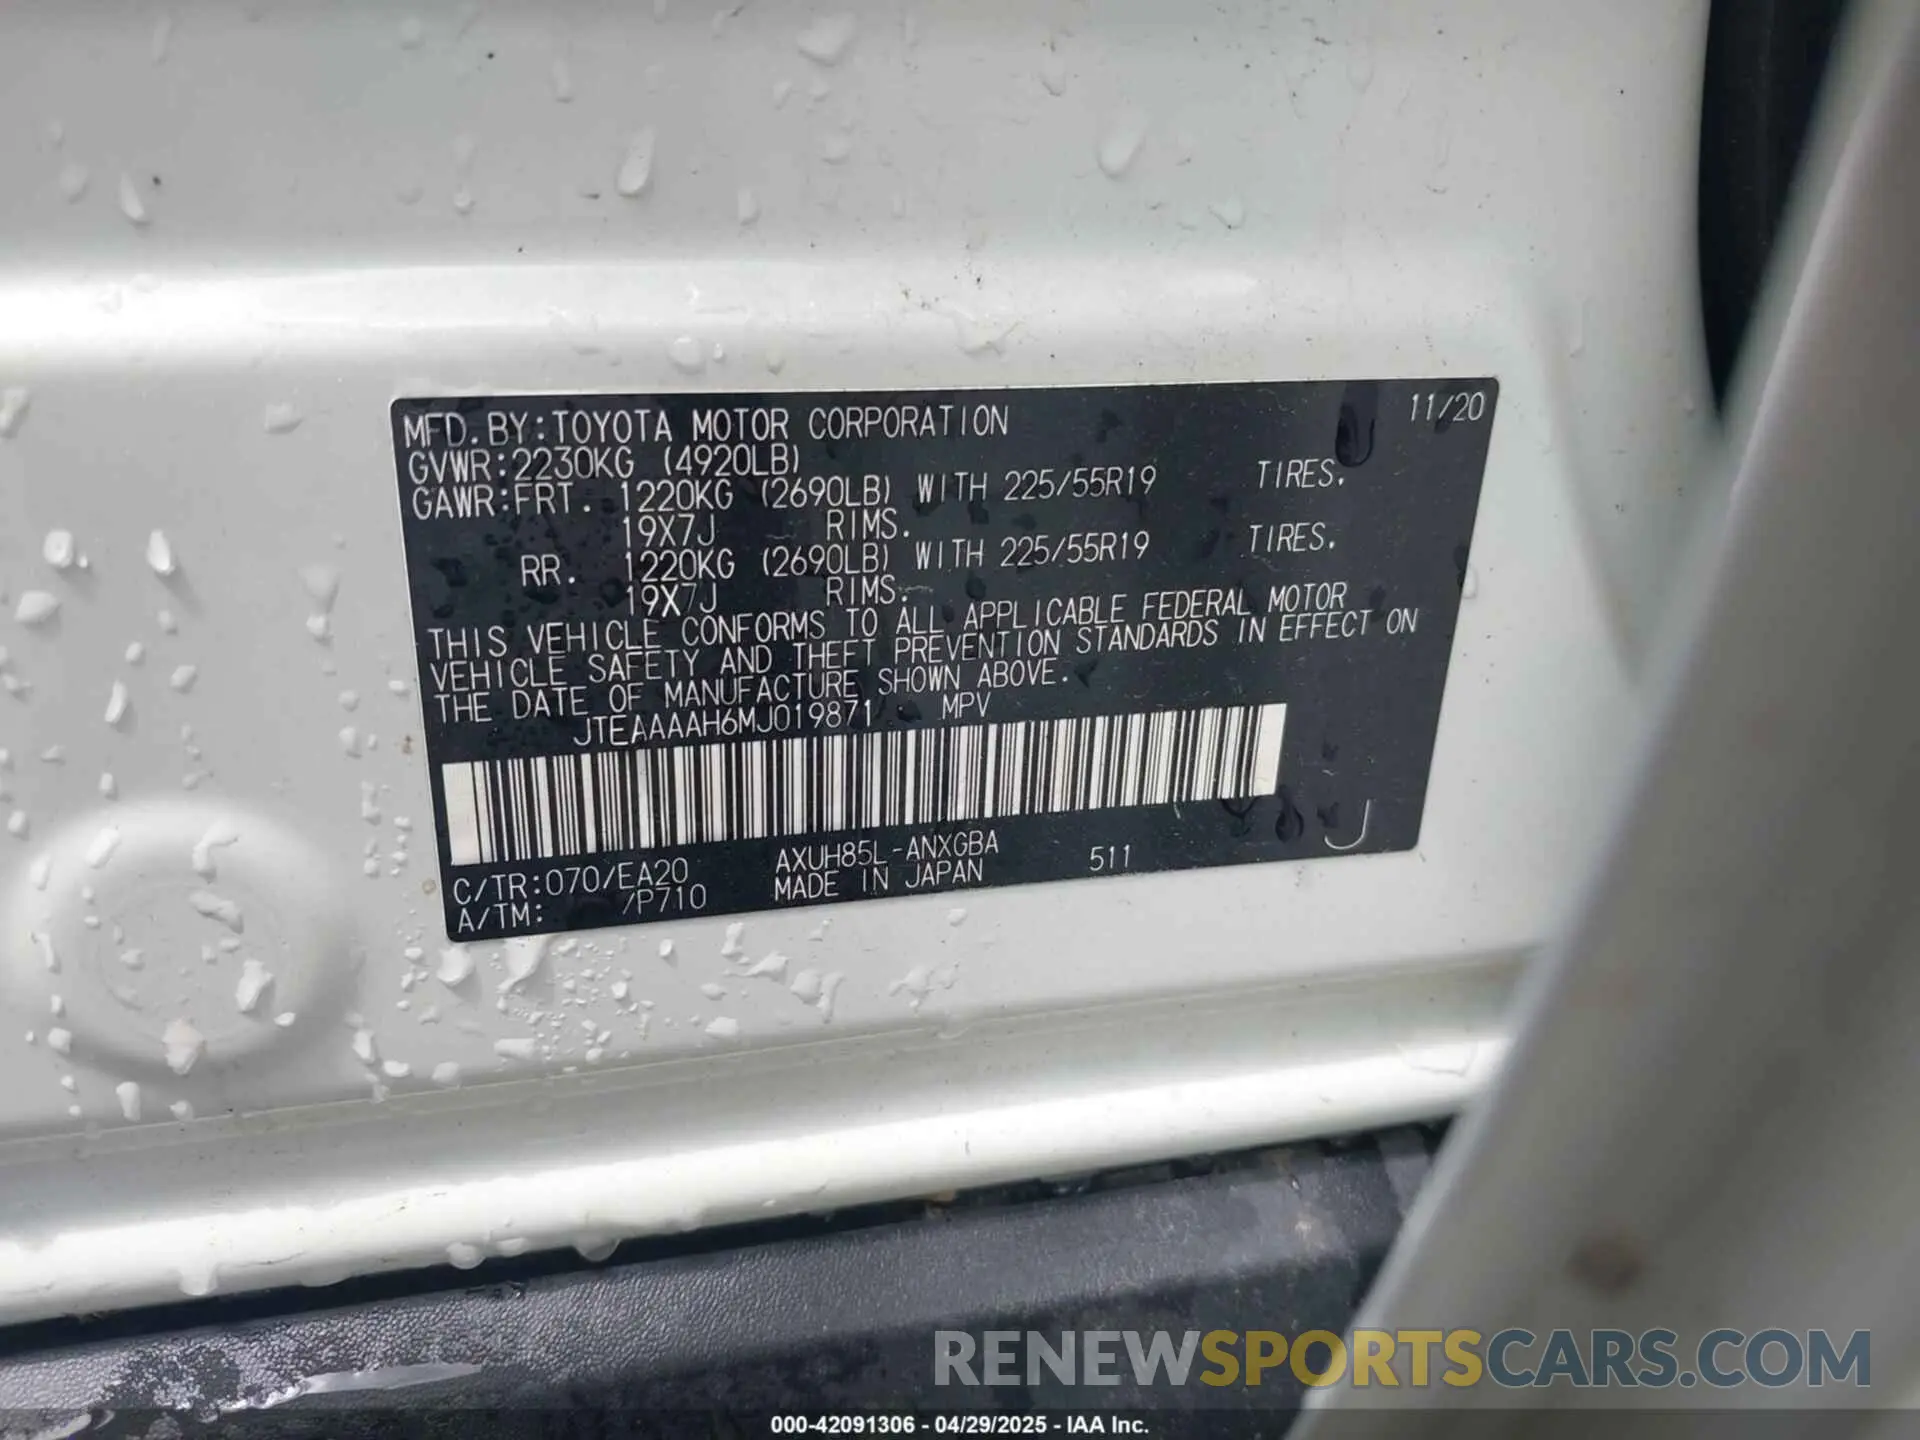 MFD. BY: TOYOTA MOTOR CORPORATION 11/20
GVWR: 2230KG (4920LB)
GAWR: FRT. 1220KG (2690LB) WITH 225/55R19 TIRES.
19X7J RIMS.
RR. 1220KG (2690LB) WITH 225/55R19 TIRES.
19X7J RIMS.
THIS VEHICLE CONFORMS TO ALL APPLICABLE FEDERAL MOTOR
VEHICLE SAFETY AND THEFT PREVENTION STANDARDS IN EFFECT ON
THE DATE OF MANUFACTURE SHOWN ABOVE.
JTEAAAAH6MJ019871 MPV
C/TR: 070/EA20 AXUH85L-ANXGBA 511 J
A/TM: /P710 MADE IN JAPAN
RENEWSPORTSCARS.COM
000-42091306 - 04/29/2025 - IAA Inc.